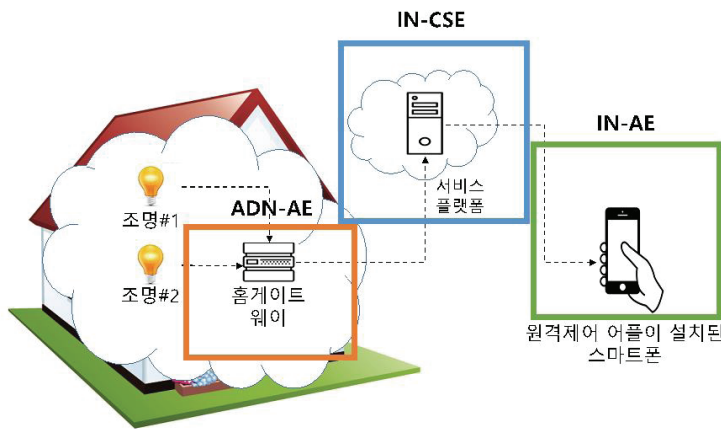 IN-CSE
IN-AE
서비스
플랫폼
ADN-AE
조명#1
조명#2
홈게이트
웨이
원격제어 어플이 설치된
스마트폰